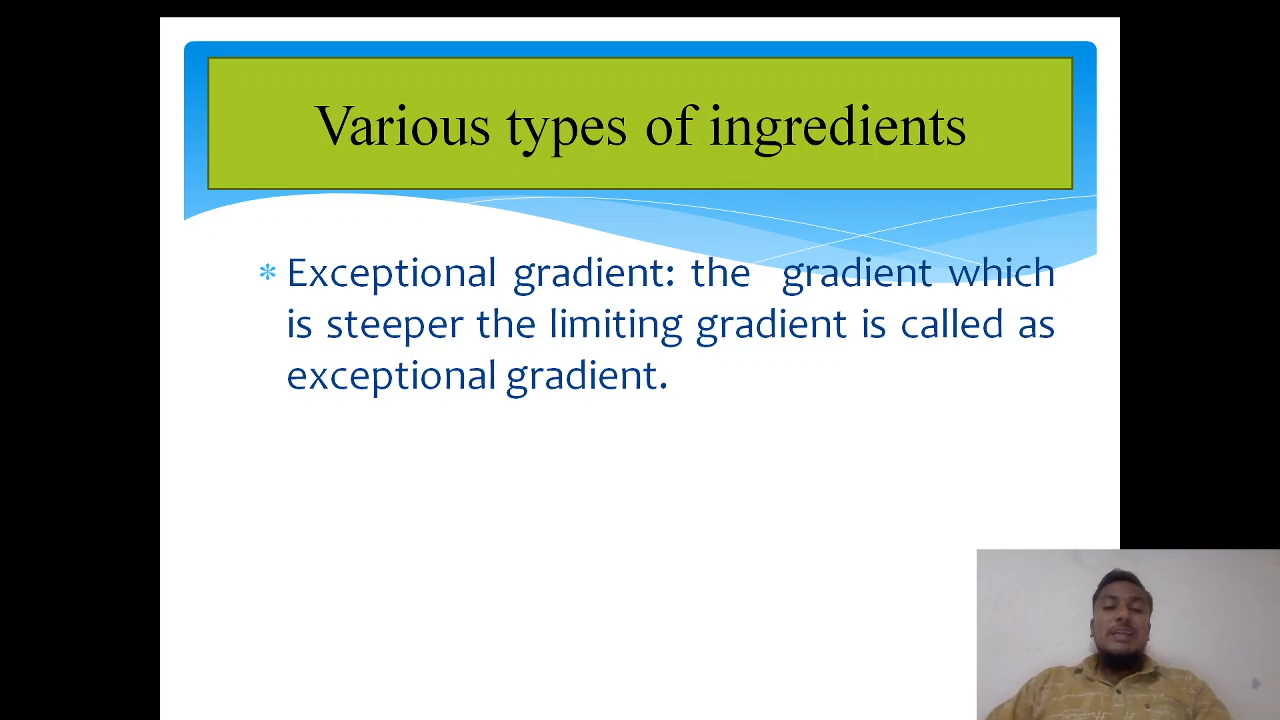 Various types of ingredients
* Exceptional gradient: the gradient which
is steeper the limiting gradient is called as
exceptional gradient.